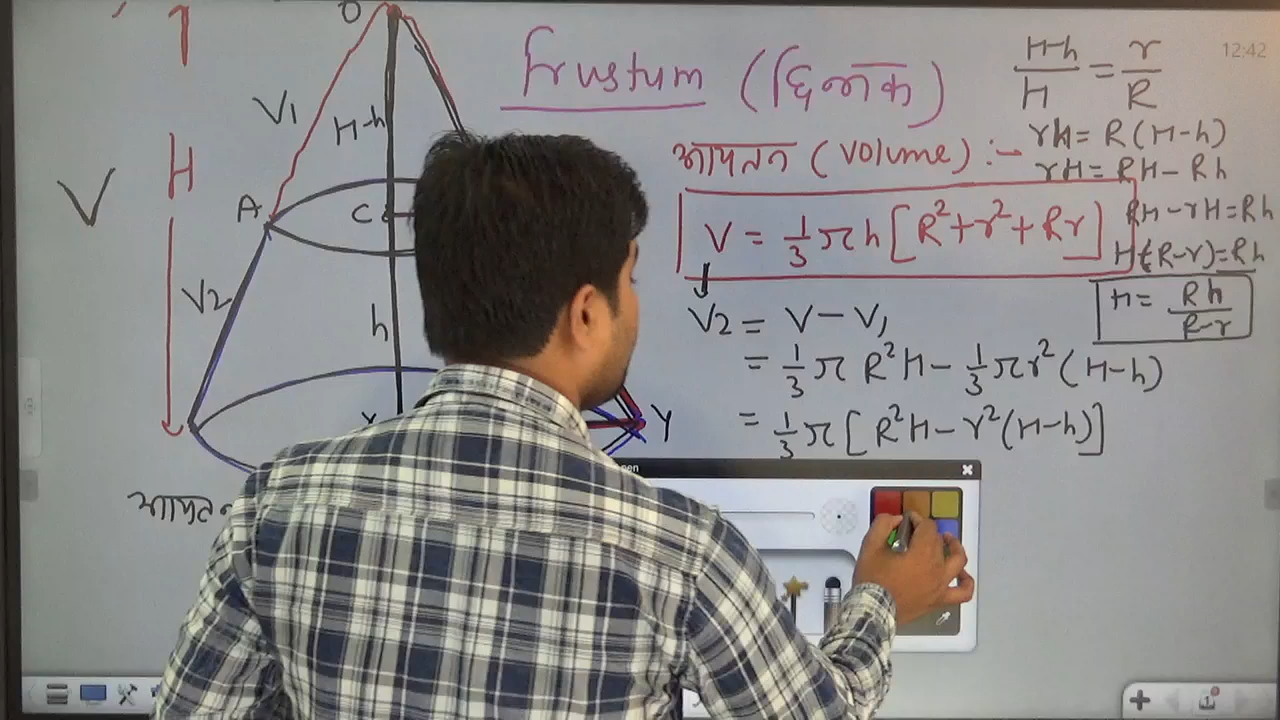 O
V1
H-h
V
H
A
C
V2
h
X
Y
Frustum (छिन्नक)
आयतन (Volume) :-
V = 1/3 πh [R²+r²+Rr]
V2 = V - V1
= 1/3 π R²H - 1/3 πr² (H-h)
= 1/3 π [R²H - r²(H-h)]
12:42
H-h/H = r/R
rH = R(H-h)
rH = RH - Rh
RH - rH = Rh
H(R-r) = Rh
H = Rh/R-r
pen